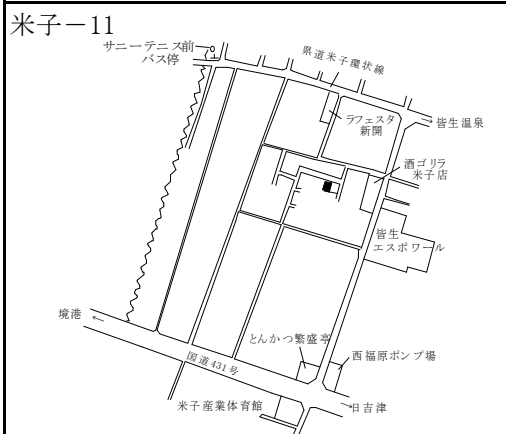 米子－11
サニーテニス前
バス停
県道米子環状線
皆生温泉
ラフェスタ
新開
酒ゴリラ
米子店
皆生
エスポワール
境港
国道431号
とんかつ繁盛亭
西福原ポンプ場
米子産業体育館
日吉津